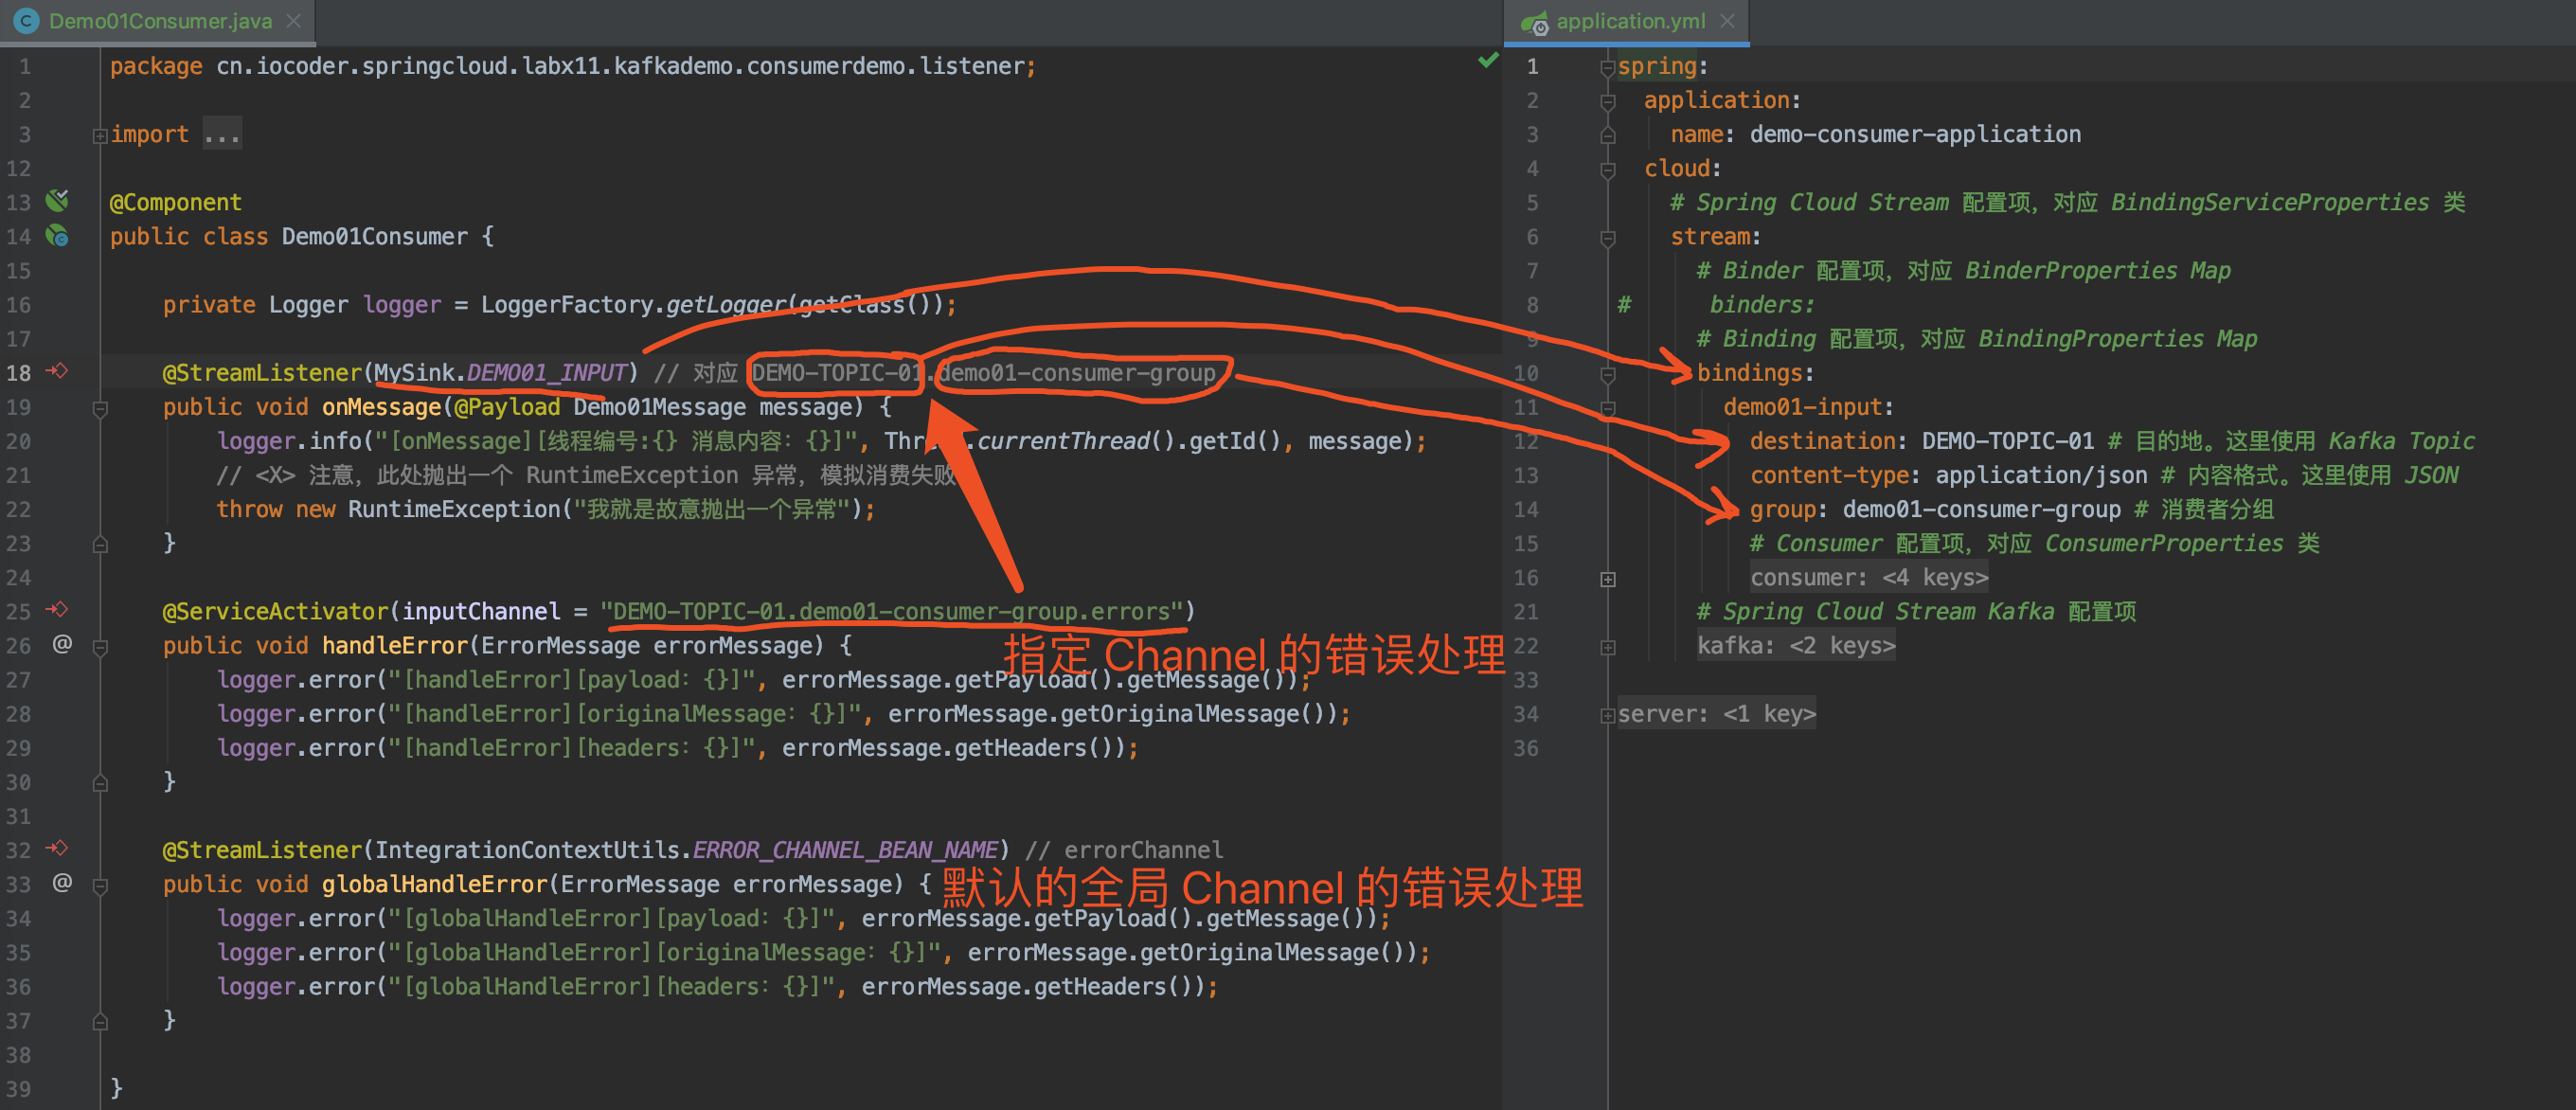 Demo01Consumer.java
1 package cn.iocoder.springcloud.labx11.kafkademo.consumerdemo.listener;
2
3 import ...
12
13 @Component
14 public class Demo01Consumer {
15
16 private Logger logger = LoggerFactory.getLogger(getClass());
17
18 @StreamListener(MySink.DEMO01_INPUT) // 对应 DEMO-TOPIC-01.demo01-consumer-group
19 public void onMessage(@Payload Demo01Message message) {
20 logger.info("[onMessage][线程编号:{} 消息内容：{}]", Thread.currentThread().getId(), message);
21 // <X> 注意，此处抛出一个 RuntimeException 异常，模拟消费失败
22 throw new RuntimeException("我就是故意抛出一个异常");
23 }
24
25 @ServiceActivator(inputChannel = "DEMO-TOPIC-01.demo01-consumer-group.errors")
指定 Channel 的错误处理
26 public void handleError(ErrorMessage errorMessage) {
27 logger.error("[handleError][payload：{}]", errorMessage.getPayload().getMessage());
28 logger.error("[handleError][originalMessage：{}]", errorMessage.getOriginalMessage());
29 logger.error("[handleError][headers：{}]", errorMessage.getHeaders());
30 }
31
32 @StreamListener(IntegrationContextUtils.ERROR_CHANNEL_BEAN_NAME) // errorChannel
33 public void globalHandleError(ErrorMessage errorMessage) {
默认的全局 Channel 的错误处理
34 logger.error("[globalHandleError][payload：{}]", errorMessage.getPayload().getMessage());
35 logger.error("[globalHandleError][originalMessage：{}]", errorMessage.getOriginalMessage());
36 logger.error("[globalHandleError][headers：{}]", errorMessage.getHeaders());
37 }
38
39 }
application.yml
1 spring:
2 application:
3 name: demo-consumer-application
4 cloud:
5 # Spring Cloud Stream 配置项，对应 BindingServiceProperties 类
6 stream:
7 # Binder 配置项，对应 BinderProperties Map
8 # binders:
9 # Binding 配置项，对应 BindingProperties Map
10 bindings:
11 demo01-input:
12 destination: DEMO-TOPIC-01 # 目的地。这里使用 Kafka Topic
13 content-type: application/json # 内容格式。这里使用 JSON
14 group: demo01-consumer-group # 消费者分组
15 # Consumer 配置项，对应 ConsumerProperties 类
16 consumer: <4 keys>
21 # Spring Cloud Stream Kafka 配置项
22 kafka: <2 keys>
33
34 server: <1 key>
36